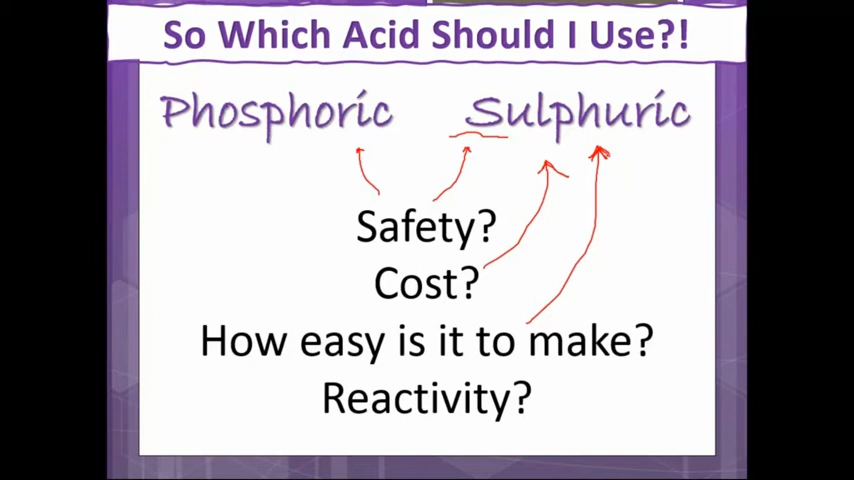 So Which Acid Should I Use?!
Phosphoric Sulphuric
Safety?
Cost?
How easy is it to make?
Reactivity?